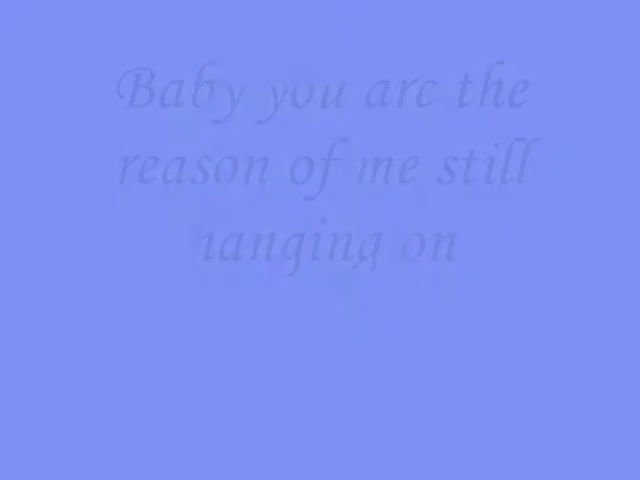 Baby you are the
reason of me still
hanging on